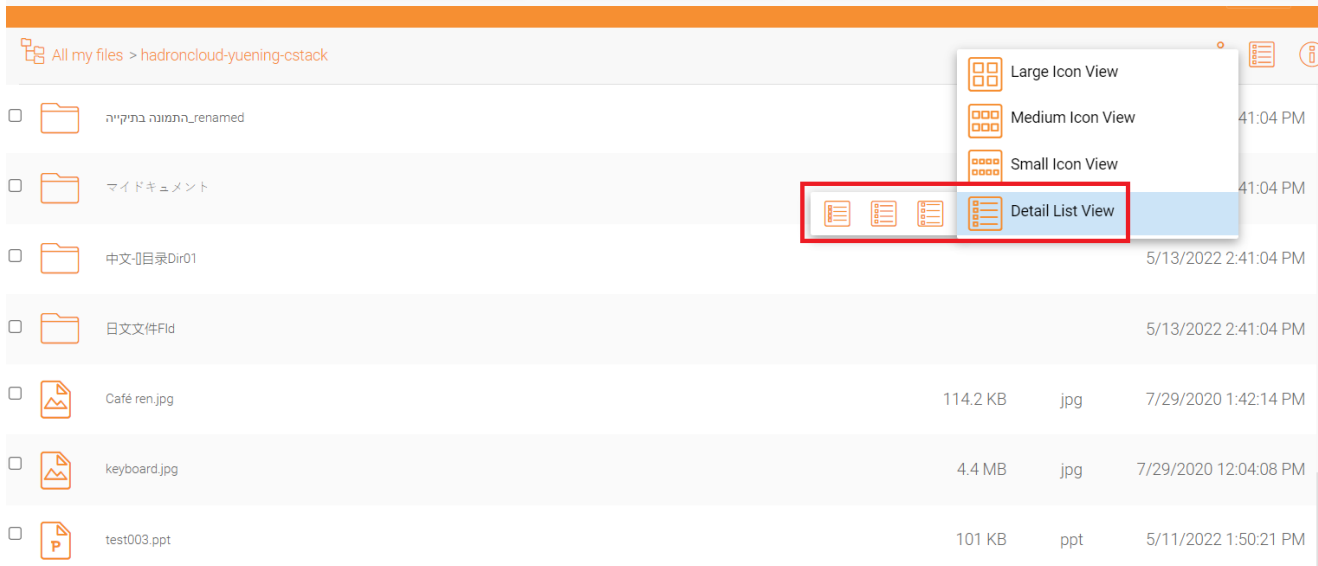 All my files > hadroncloud-yuening-cstack
Large Icon View
Medium Icon View
Small Icon View
Detail List View
התמונה בתיקייה_renamed
41:04 PM
マイドキュメント
41:04 PM
中文-[]目录Dir01
5/13/2022 2:41:04 PM
日文文件Fld
5/13/2022 2:41:04 PM
Café ren.jpg 114.2 KB jpg 7/29/2020 1:42:14 PM
keyboard.jpg 4.4 MB jpg 7/29/2020 12:04:08 PM
test003.ppt 101 KB ppt 5/11/2022 1:50:21 PM